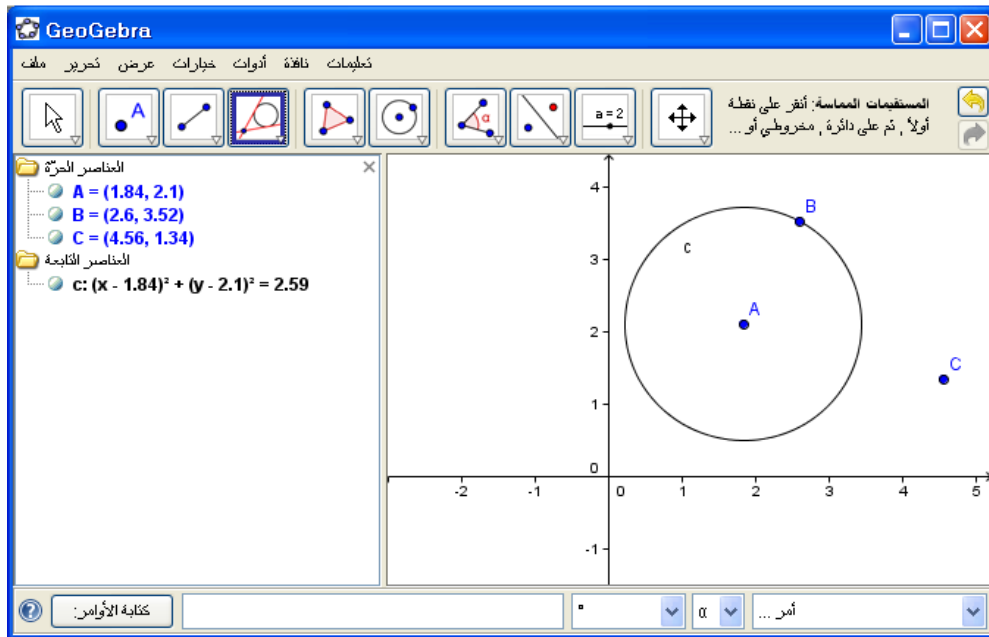 GeoGebra
ملف تحرير عرض خيارات أدوات نافذة تعليمات
A α a = 2
المستقيمات المماسة: أنقر على نقطة
أولاً , ثم على دائرة , مخروطي أو ...
العناصر الحرّة
A = (1.84, 2.1)
B = (2.6, 3.52)
C = (4.56, 1.34)
العناصر التابعة
c: (x - 1.84)² + (y - 2.1)² = 2.59
4
B
c
3
A
2
C
1
0
-2 -1 0 1 2 3 4 5
-1
كتابة الأوامر:
° α أمر ...